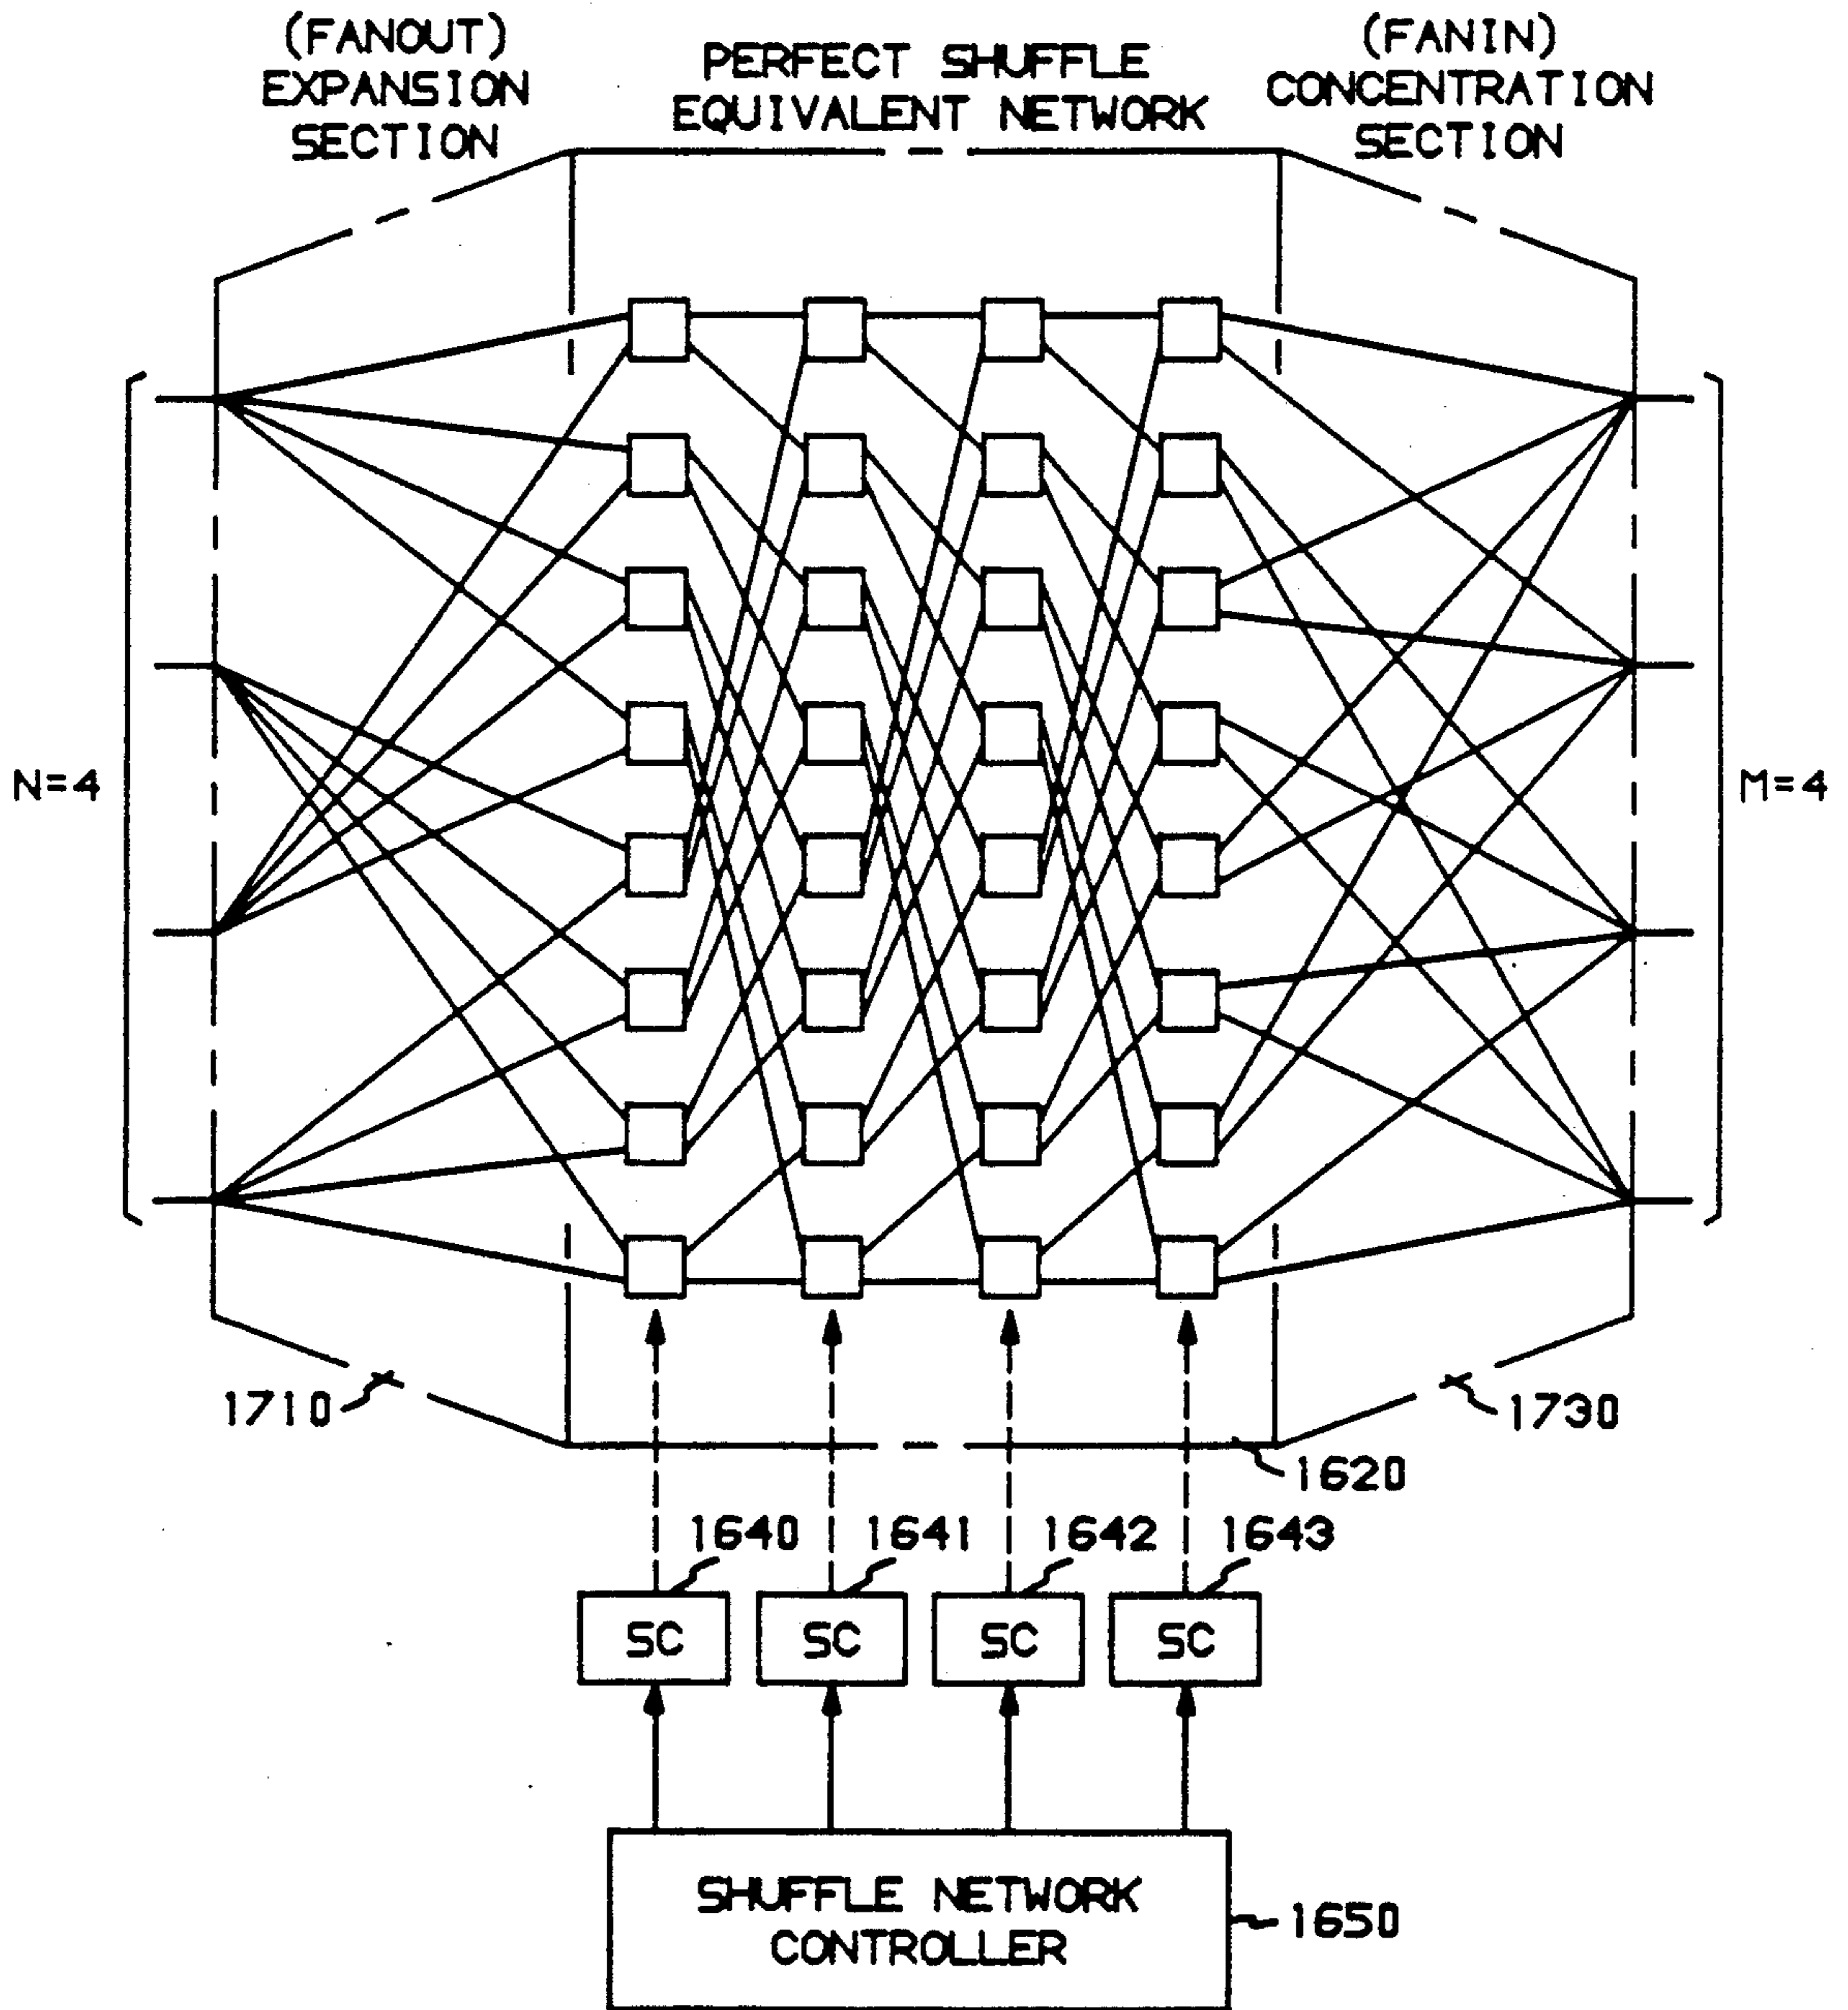 (FANOUT)
EXPANSION
SECTION
PERFECT SHUFFLE
EQUIVALENT NETWORK
(FANIN)
CONCENTRATION
SECTION
N=4
M=4
1710
1730
1620
1640
1641
1642
1643
SC
SC
SC
SC
SHUFFLE NETWORK
CONTROLLER
1650